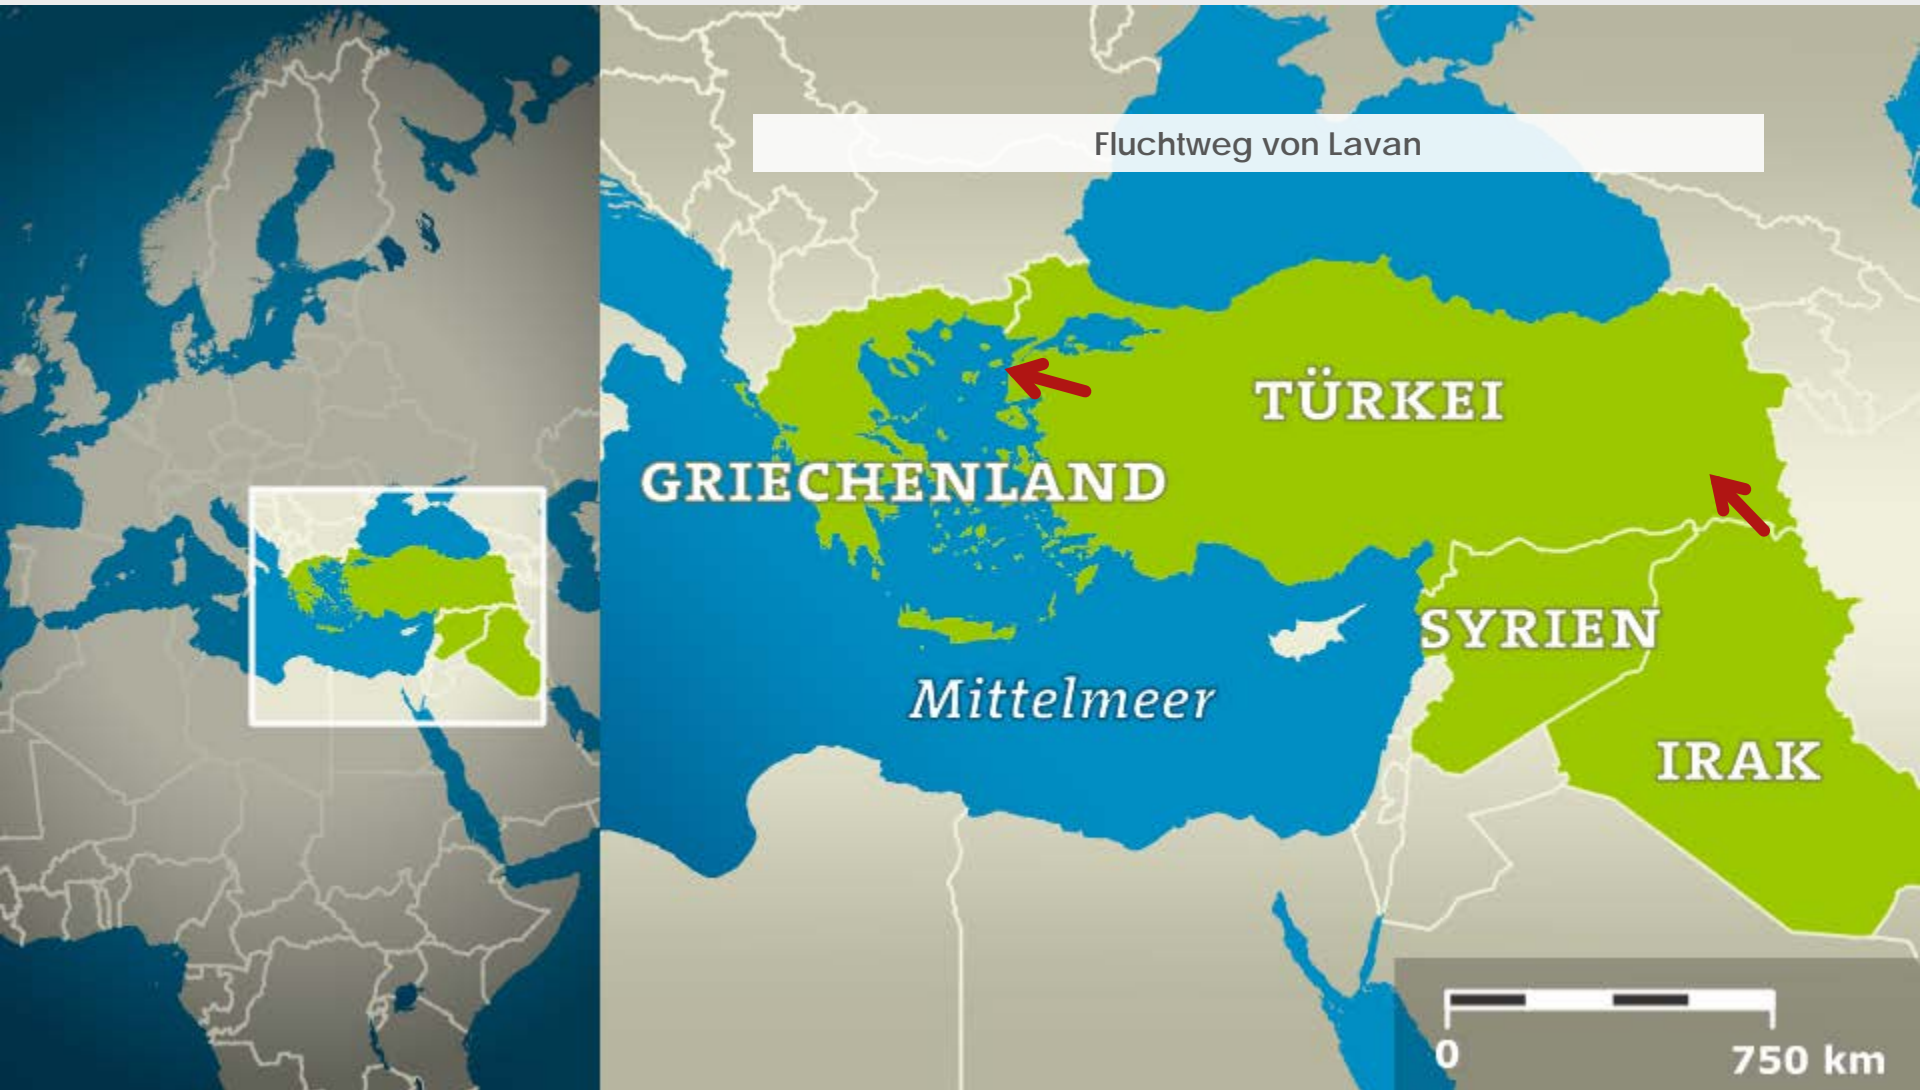 Fluchtweg von Lavan
TÜRKEI
GRIECHENLAND
SYRIEN
Mittelmeer
IRAK
0
750 km